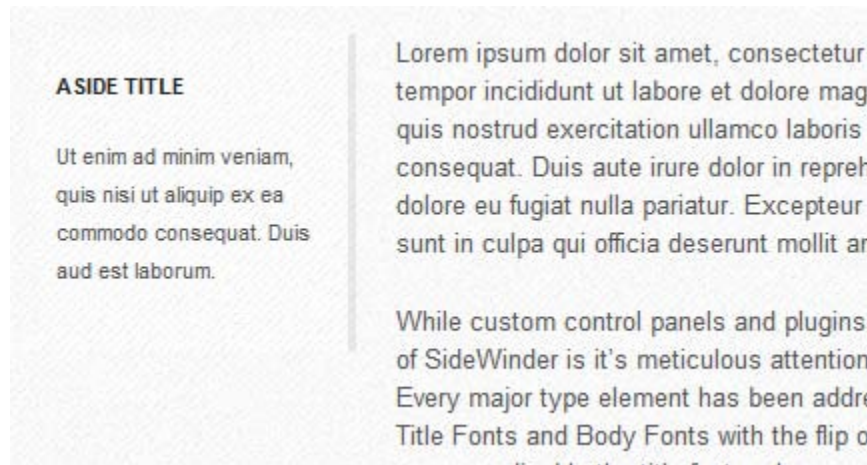 ASIDE TITLE
Ut enim ad minim veniam,
quis nisi ut aliquip ex ea
commodo consequat. Duis
aud est laborum.
Lorem ipsum dolor sit amet, consectetur
tempor incididunt ut labore et dolore mag
quis nostrud exercitation ullamco laboris
consequat. Duis aute irure dolor in repreh
dolore eu fugiat nulla pariatur. Excepteur
sunt in culpa qui officia deserunt mollit an
While custom control panels and plugins
of SideWinder is it's meticulous attention
Every major type element has been addre
Title Fonts and Body Fonts with the flip o